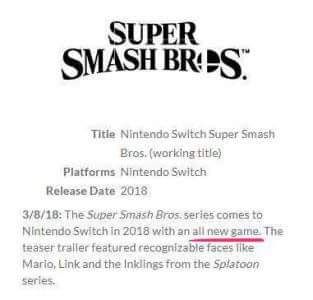 SUPER
SMASH BROS.™
Title Nintendo Switch Super Smash
Bros. (working title)
Platforms Nintendo Switch
Release Date 2018
3/8/18: The Super Smash Bros. series comes to
Nintendo Switch in 2018 with an all new game. The
teaser trailer featured recognizable faces like
Mario, Link and the Inklings from the Splatoon
series.